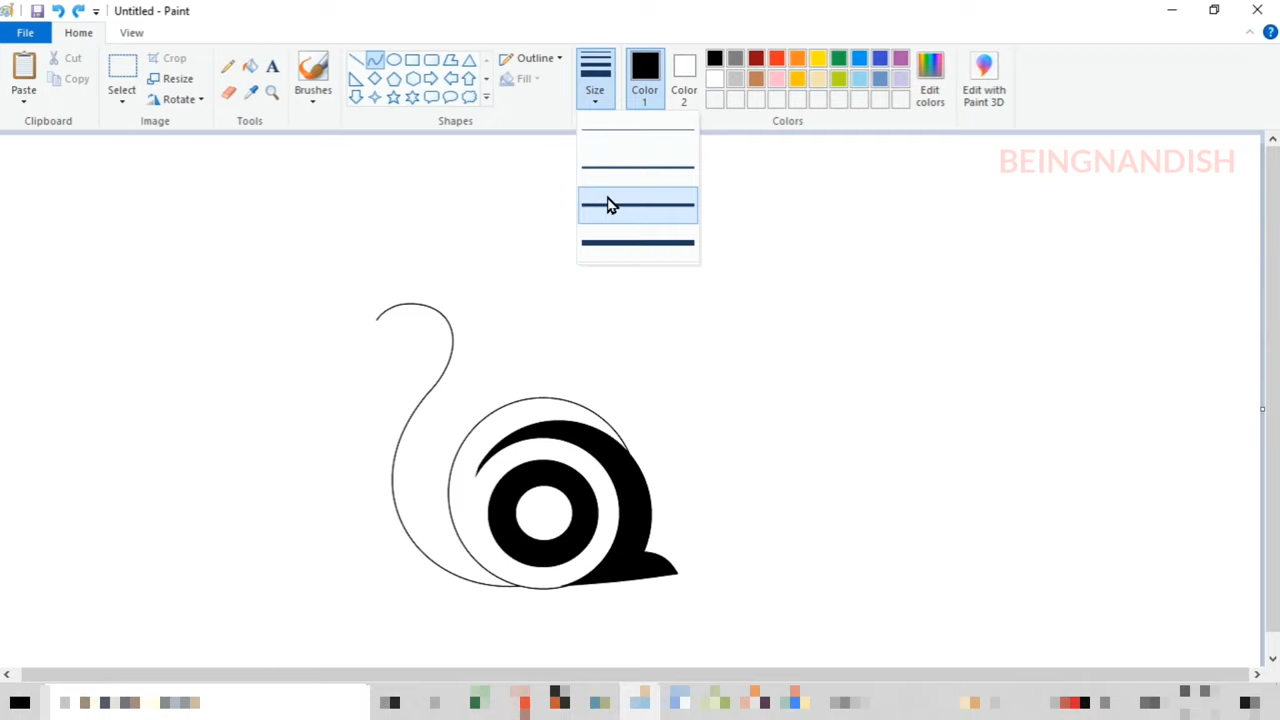 Untitled - Paint
File Home View
Paste
Cut
Copy
Clipboard
Select
Crop
Resize
Rotate
Image
A
Tools
Brushes
Outline
Fill
Shapes
Size
Color 1
Color 2
Edit colors
Edit with Paint 3D
Colors
BEINGNANDISH